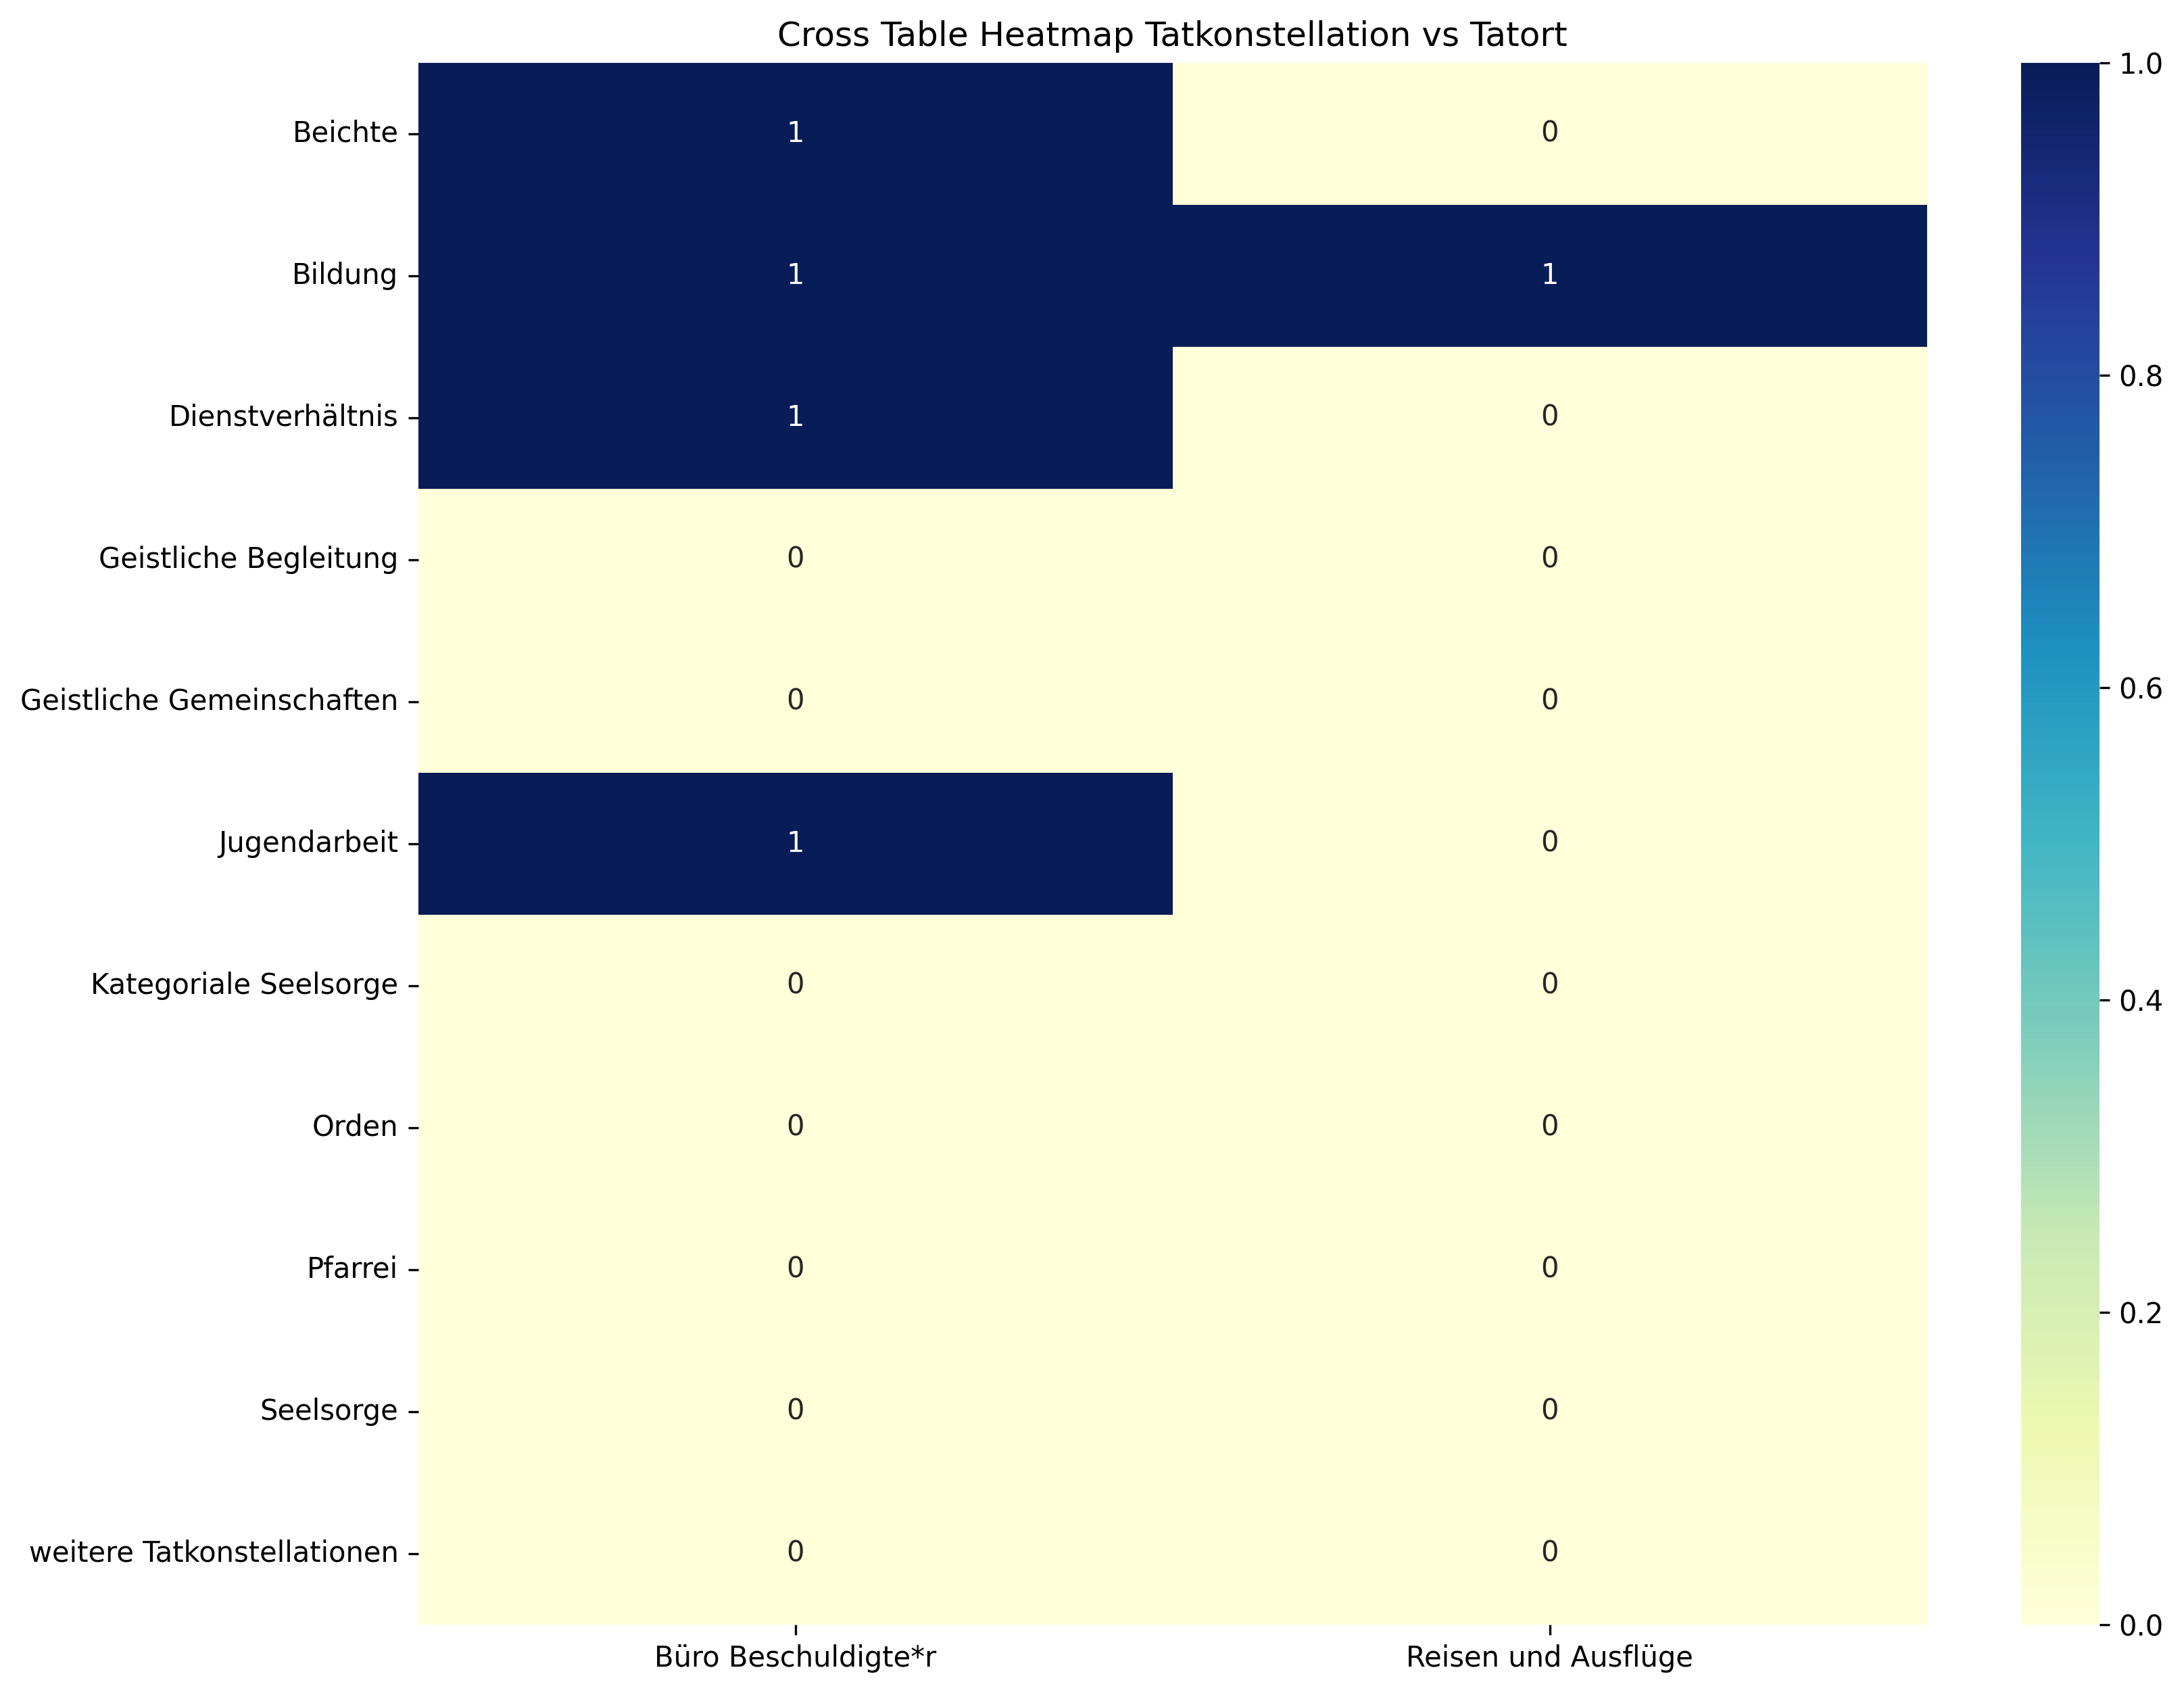 Cross Table Heatmap Tatkonstellation vs Tatort
Beichte 1 0
Bildung 1 1
Dienstverhältnis 1 0
Geistliche Begleitung 0 0
Geistliche Gemeinschaften 0 0
Jugendarbeit 1 0
Kategoriale Seelsorge 0 0
Orden 0 0
Pfarrei 0 0
Seelsorge 0 0
weitere Tatkonstellationen 0 0
Büro Beschuldigte*r Reisen und Ausflüge
1.0
0.8
0.6
0.4
0.2
0.0